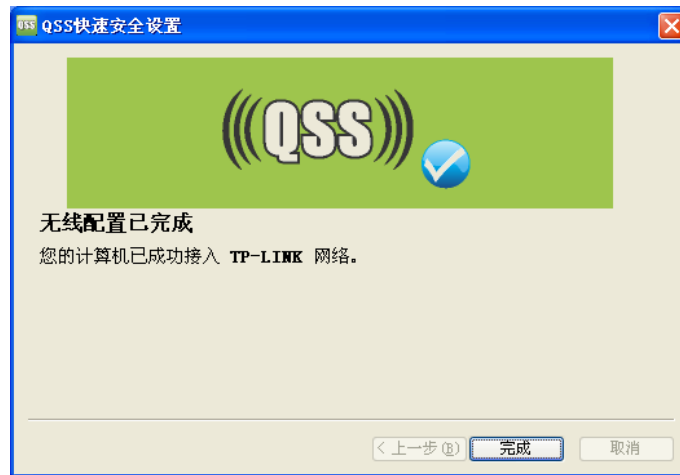 QSS QSS快速安全设置
(((QSS)))
无线配置已完成
您的计算机已成功接入 TP-LINK 网络。
< 上一步(B) 完成 取消